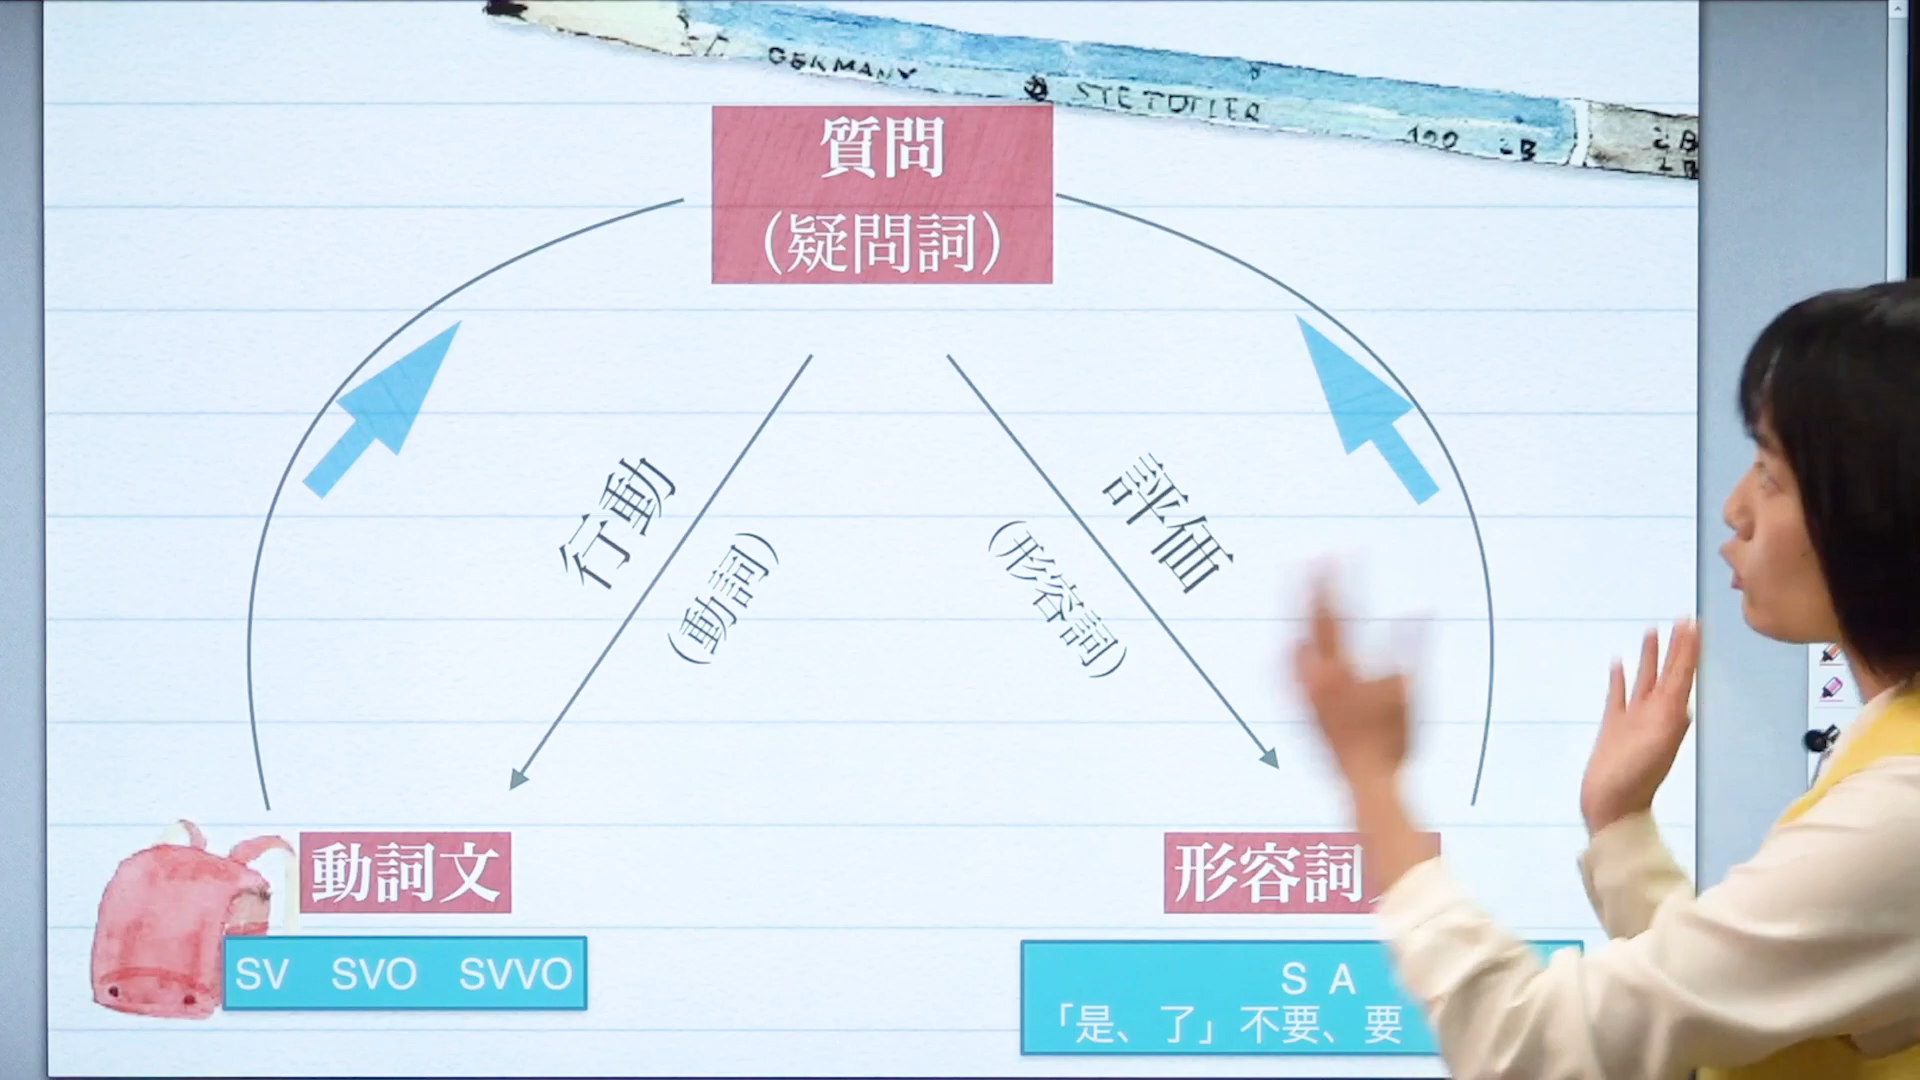 GERMANY
100
質問
(疑問詞)
行動
(動詞)
評価
(形容詞)
動詞文
形容詞
SV SVO SVVO
S A
「是、了」不要、要